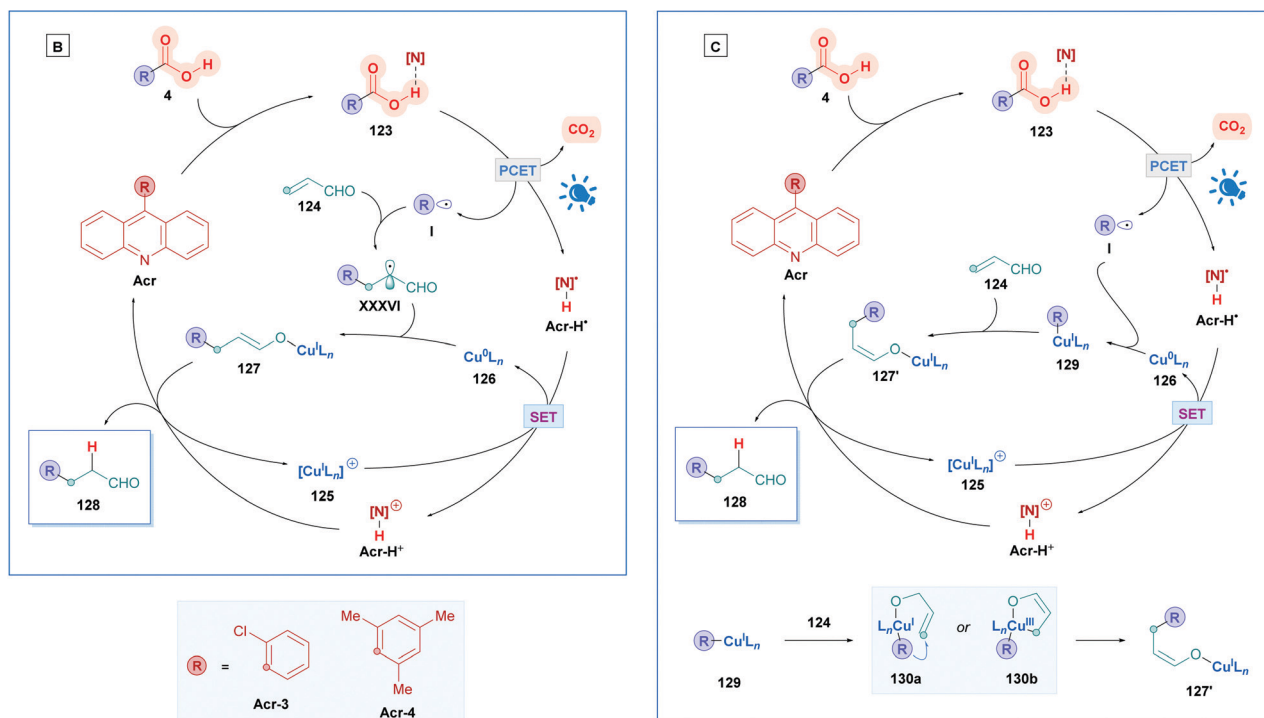 B
O
R
O
H
4
[N]
O
H
R
O
123
CO2
PCET
R
CHO
124
R
I
N
Acr
R
CHO
XXXVI
[N]•
H
Acr-H•
R
O
CuILn
127
Cu0Ln
126
SET
H
R
CHO
128
[CuILn]⊕
125
[N]⊕
H
Acr-H+
Cl
Me
R
=
Me
Me
Acr-3
Acr-4
C
O
R
O
H
4
[N]
O
H
R
O
123
CO2
PCET
R
I
R
N
Acr
CHO
124
[N]•
H
Acr-H•
R
O
CuILn
127'
R
CuILn
129
Cu0Ln
126
SET
H
R
CHO
128
[CuILn]⊕
125
[N]⊕
H
Acr-H+
R
CuILn
129
124
O
LnCuI
R
130a
or
O
LnCuIII
R
130b
R
O
CuILn
127'